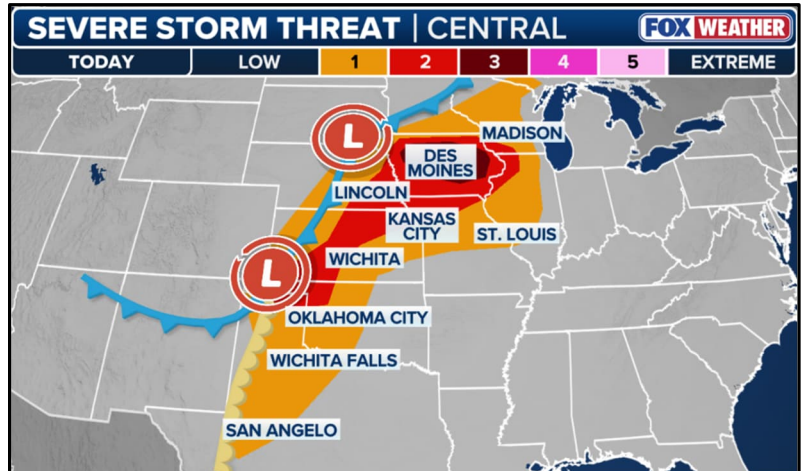 SEVERE STORM THREAT | CENTRAL
FOX WEATHER
TODAY
LOW
1
2
3
4
5
EXTREME
L
MADISON
DES
MOINES
LINCOLN
KANSAS
CITY
ST. LOUIS
WICHITA
L
OKLAHOMA CITY
WICHITA FALLS
SAN ANGELO